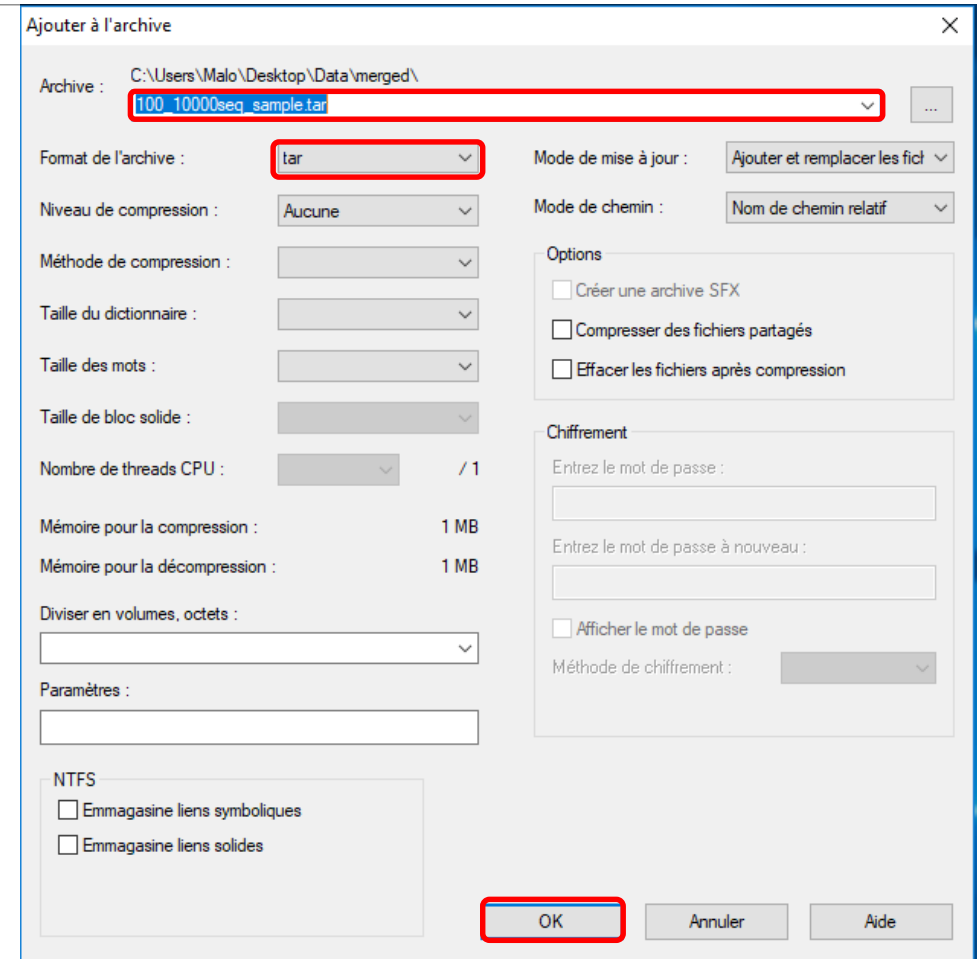 Ajouter à l'archive
Archive :
C:\Users\Malo\Desktop\Data\merged\
100_10000seq_sample.tar
...
Format de l'archive :
tar
Niveau de compression :
Aucune
Méthode de compression :
Taille du dictionnaire :
Taille des mots :
Taille de bloc solide :
Nombre de threads CPU :
/ 1
Mémoire pour la compression :
1 MB
Mémoire pour la décompression :
1 MB
Diviser en volumes, octets :
Paramètres :
NTFS
Emmagasine liens symboliques
Emmagasine liens solides
Mode de mise à jour :
Ajouter et remplacer les fich
Mode de chemin :
Nom de chemin relatif
Options
Créer une archive SFX
Compresser des fichiers partagés
Effacer les fichiers après compression
Chiffrement
Entrez le mot de passe :
Entrez le mot de passe à nouveau :
Afficher le mot de passe
Méthode de chiffrement :
OK
Annuler
Aide